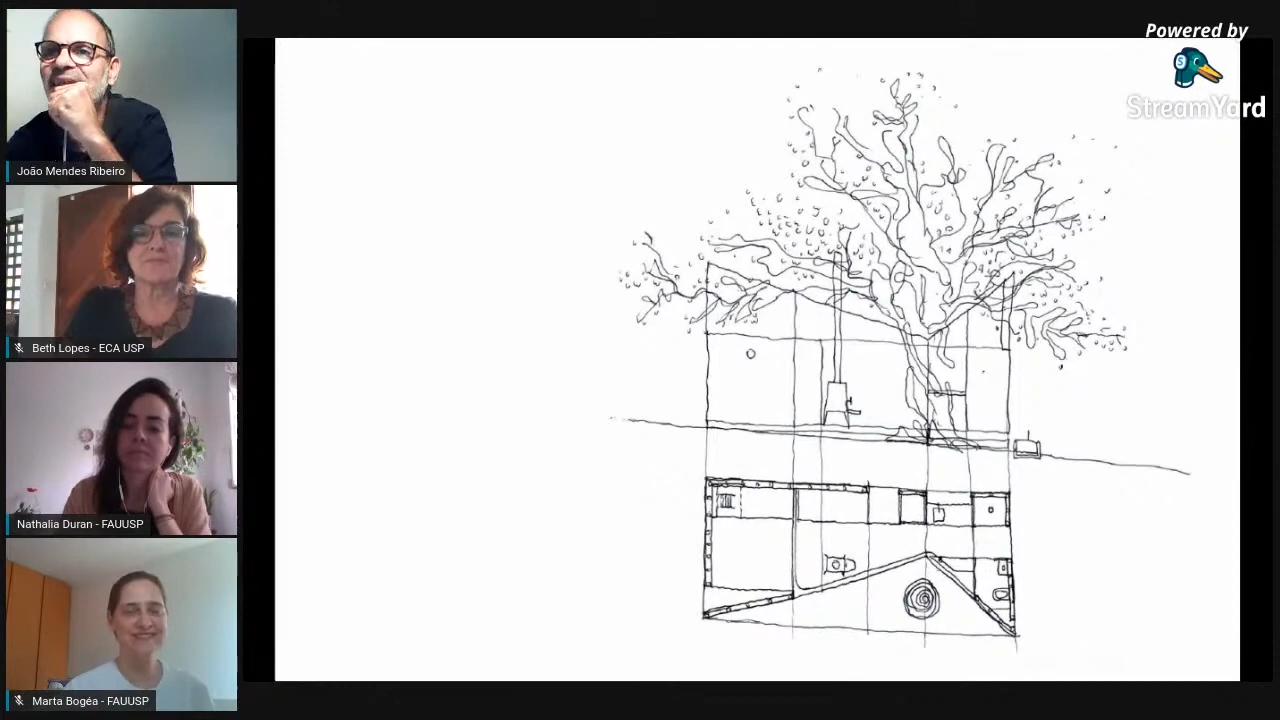 Powered by
StreamYard
João Mendes Ribeiro
Beth Lopes - ECA USP
Nathalia Duran - FAUUSP
Marta Bogéa - FAUUSP